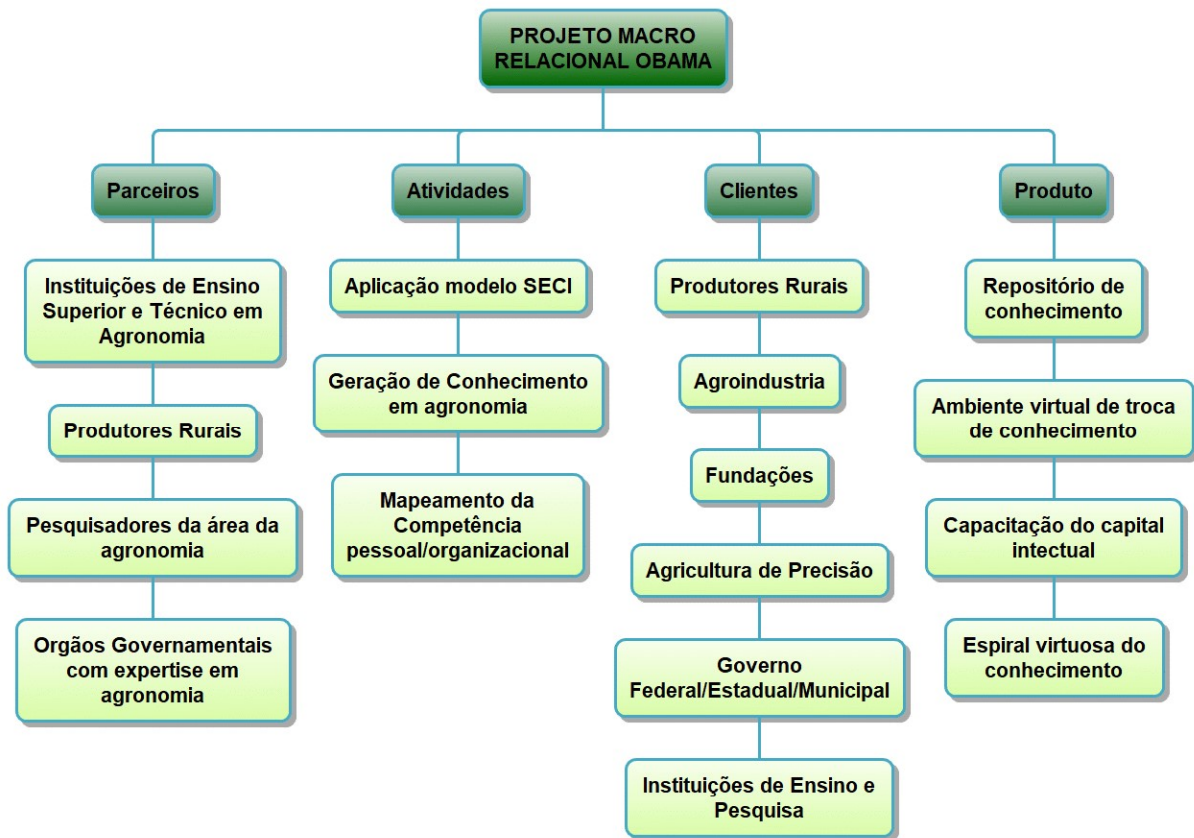 PROJETO MACRO
RELACIONAL OBAMA
Parceiros
Instituições de Ensino
Superior e Técnico em
Agronomia
Produtores Rurais
Pesquisadores da área da
agronomia
Orgãos Governamentais
com expertise em
agronomia
Atividades
Aplicação modelo SECI
Geração de Conhecimento
em agronomia
Mapeamento da
Competência
pessoal/organizacional
Clientes
Produtores Rurais
Agroindustria
Fundações
Agricultura de Precisão
Governo
Federal/Estadual/Municipal
Instituições de Ensino e
Pesquisa
Produto
Repositório de
conhecimento
Ambiente virtual de troca
de conhecimento
Capacitação do capital
intectual
Espiral virtuosa do
conhecimento